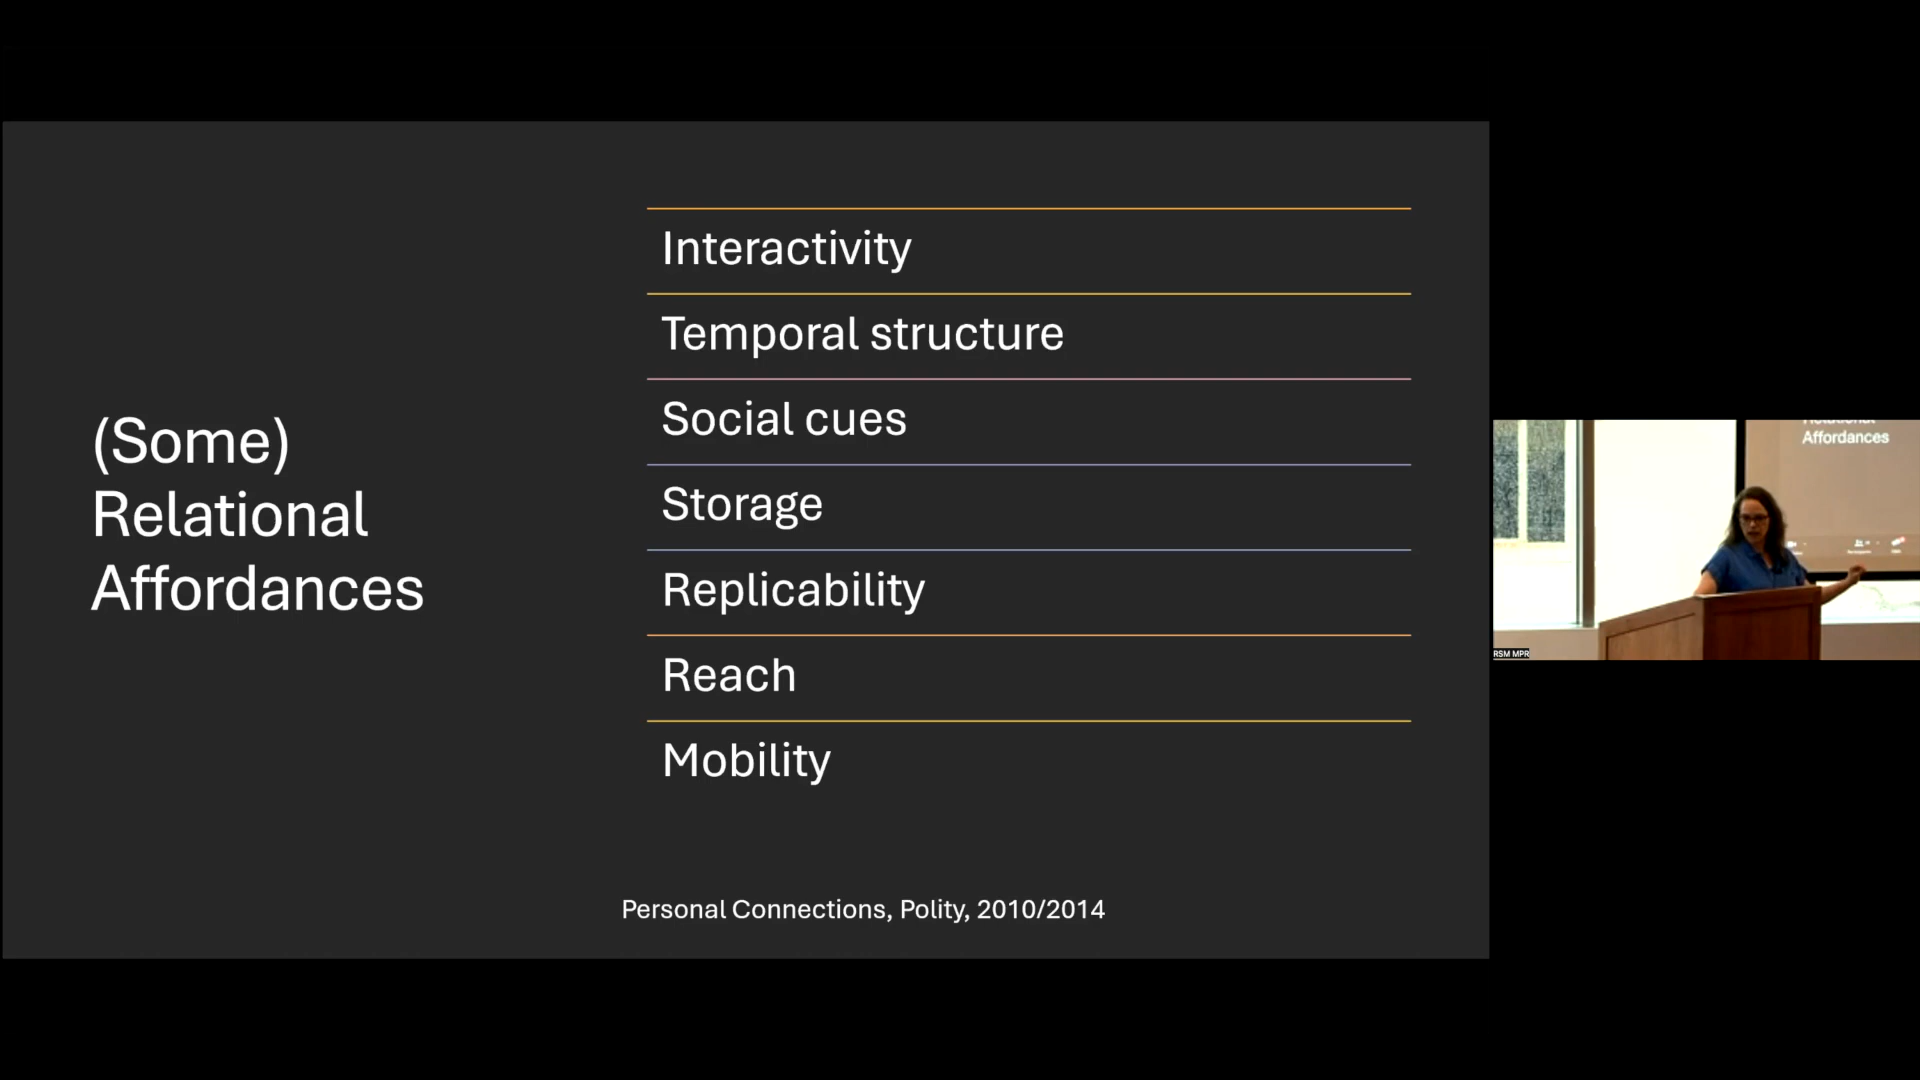 (Some)
Relational
Affordances
Interactivity
Temporal structure
Social cues
Storage
Replicability
Reach
Mobility
Personal Connections, Polity, 2010/2014
Relational
Affordances
RSM MPR